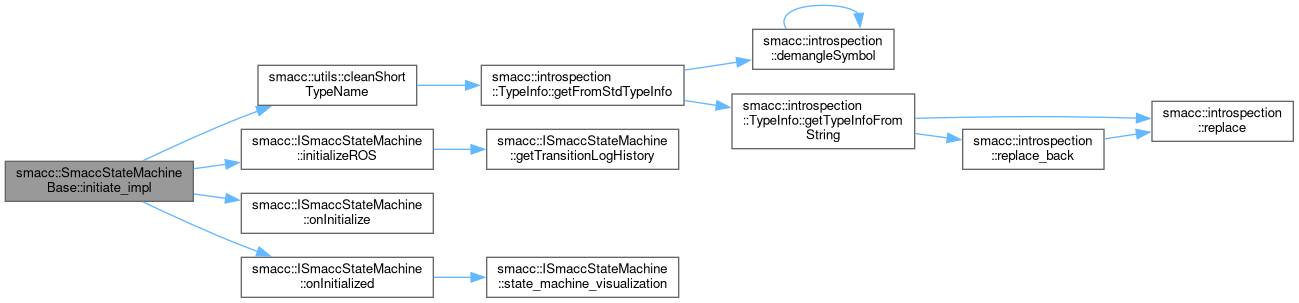 smacc::SmaccStateMachine
Base::initiate_impl
smacc::utils::cleanShort
TypeName
smacc::introspection
::TypeInfo::getFromStdTypeInfo
smacc::introspection
::demangleSymbol
smacc::introspection
::TypeInfo::getTypeInfoFrom
String
smacc::introspection
::replace
smacc::introspection
::replace_back
smacc::ISmaccStateMachine
::initializeROS
smacc::ISmaccStateMachine
::getTransitionLogHistory
smacc::ISmaccStateMachine
::onInitialize
smacc::ISmaccStateMachine
::onInitialized
smacc::ISmaccStateMachine
::state_machine_visualization